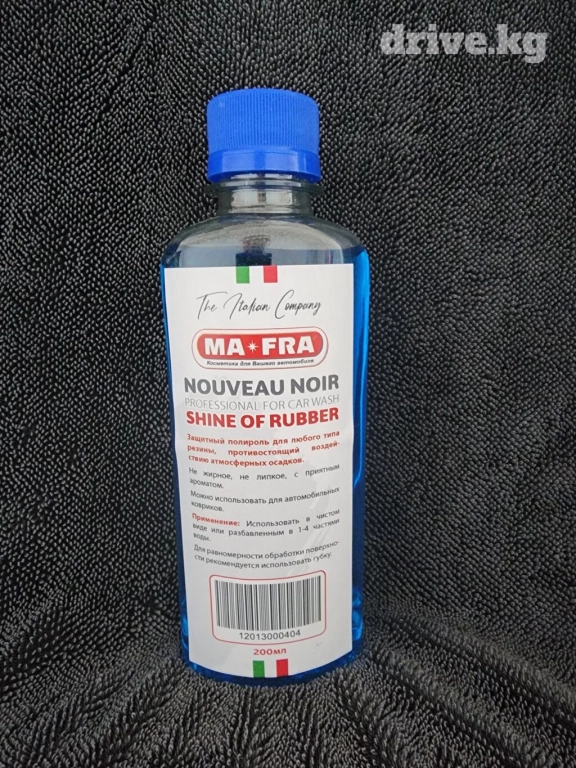 drive.kg
The Italian Company
MA FRA
Косметика для Вашего автомобиля
NOUVEAU NOIR
PROFESSIONAL FOR CAR WASH
SHINE OF RUBBER
Защитный полироль для любого типа
резины, противостоящий воздей-
ствию атмосферных осадков.
Не жирное, не липкое, с приятным
ароматом.
Можно использовать для автомобильных
ковриков.
Применение: Использовать в чистом
виде или разбавленным в 1-4 частями
воды.
Для равномерности обработки поверхно-
сти рекомендуется использовать губку.
12013000404
200мл